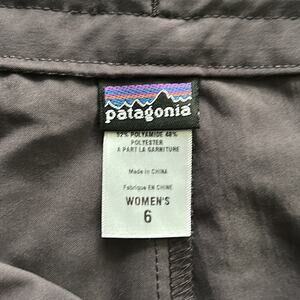 patagonia
52% POLYAMIDE 48%
POLYESTER
A PART LA GARNITURE
Made in CHINA
Fabriqué EN CHINE
WOMEN'S
6